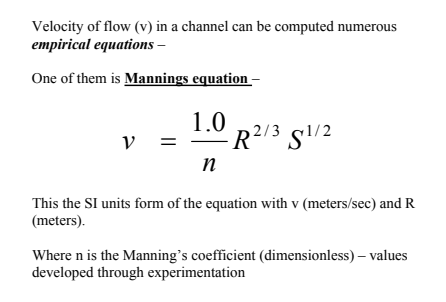 Velocity of flow (v) in a channel can be computed numerous
empirical equations –
One of them is Mannings equation –
v = 1.0/n R^2/3 S^1/2
This the SI units form of the equation with v (meters/sec) and R
(meters).
Where n is the Manning’s coefficient (dimensionless) – values
developed through experimentation